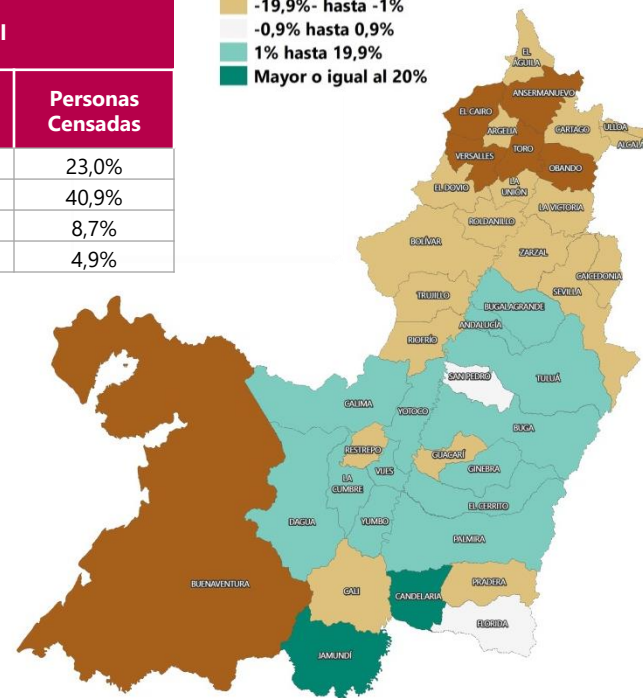 l
Personas
Censadas
23,0%
40,9%
8,7%
4,9%
-19,9%- hasta -1%
-0,9% hasta 0,9%
1% hasta 19,9%
Mayor o igual al 20%
EL
ÁGUILA
ANSERMANUEVO
EL CAIRO
ARGELIA
CARTAGO
ULLOA
ALCALÁ
VERSALLES
TORO
OBANDO
EL DOVIO
LA
UNIÓN
LA VICTORIA
ROLDANILLO
BOLÍVAR
ZARZAL
CAICEDONIA
SEVILLA
TRUJILLO
BUGALAGRANDE
ANDALUCÍA
RIOFRÍO
SAN PEDRO
TULUÁ
CALIMA
YOTOCO
BUGA
RESTREPO
GUACARÍ
VIJES
GINEBRA
LA
CUMBRE
EL CERRITO
DAGUA
YUMBO
PALMIRA
BUENAVENTURA
CALI
CANDELARIA
PRADERA
FLORIDA
JAMUNDÍ